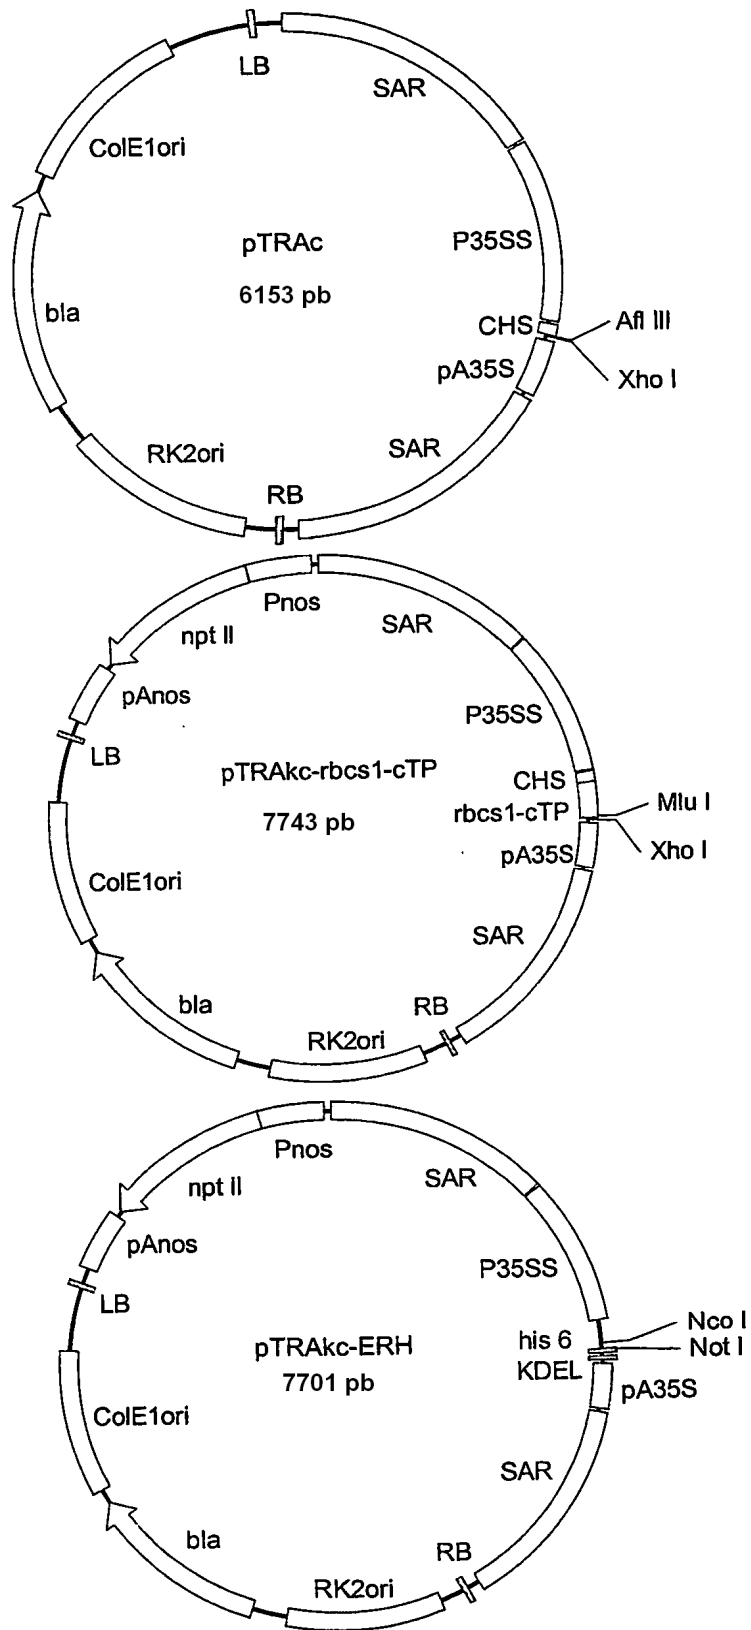 LB
SAR
ColE1ori
P35SS
pTRAc
6153 pb
bla
CHS
Afl III
pA35S
Xho I
SAR
RK2ori
RB
Pnos
SAR
npt II
pAnos
P35SS
LB
pTRAkc-rbcs1-cTP
7743 pb
CHS
Mlu I
rbcs1-cTP
Xho I
pA35S
ColE1ori
SAR
bla
RB
RK2ori
Pnos
SAR
npt II
pAnos
P35SS
LB
Nco I
his 6
Not I
pTRAkc-ERH
KDEL
7701 pb
pA35S
ColE1ori
SAR
bla
RB
RK2ori